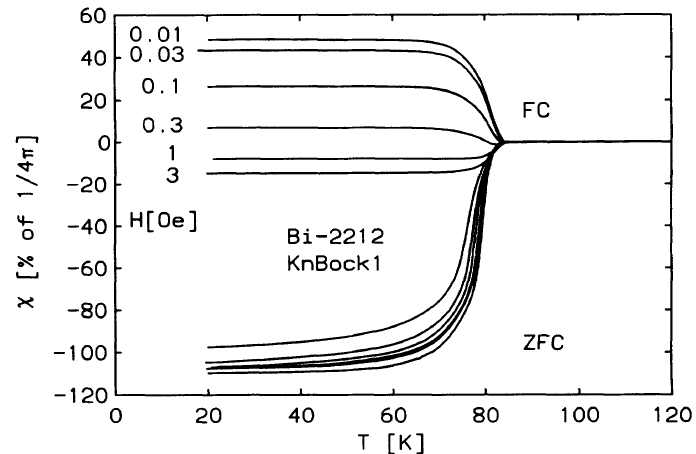 60
40
20
0
-20
-40
-60
-80
-100
-120
χ [% of 1/4π]
0.01
0.03
0.1
0.3
1
3
H[Oe]
FC
Bi-2212
KnBock1
ZFC
0 20 40 60 80 100 120
T [K]